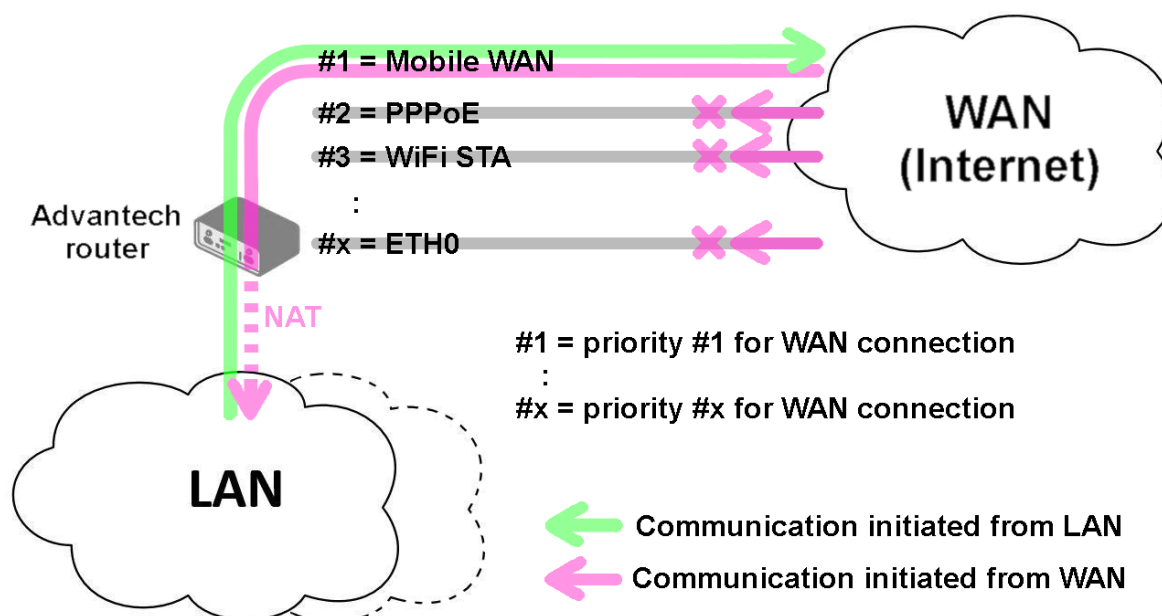 #1 = Mobile WAN
#2 = PPPoE
#3 = WiFi STA
:
#x = ETH0
WAN
(Internet)
Advantech
router
NAT
#1 = priority #1 for WAN connection
:
#x = priority #x for WAN connection
LAN
Communication initiated from LAN
Communication initiated from WAN